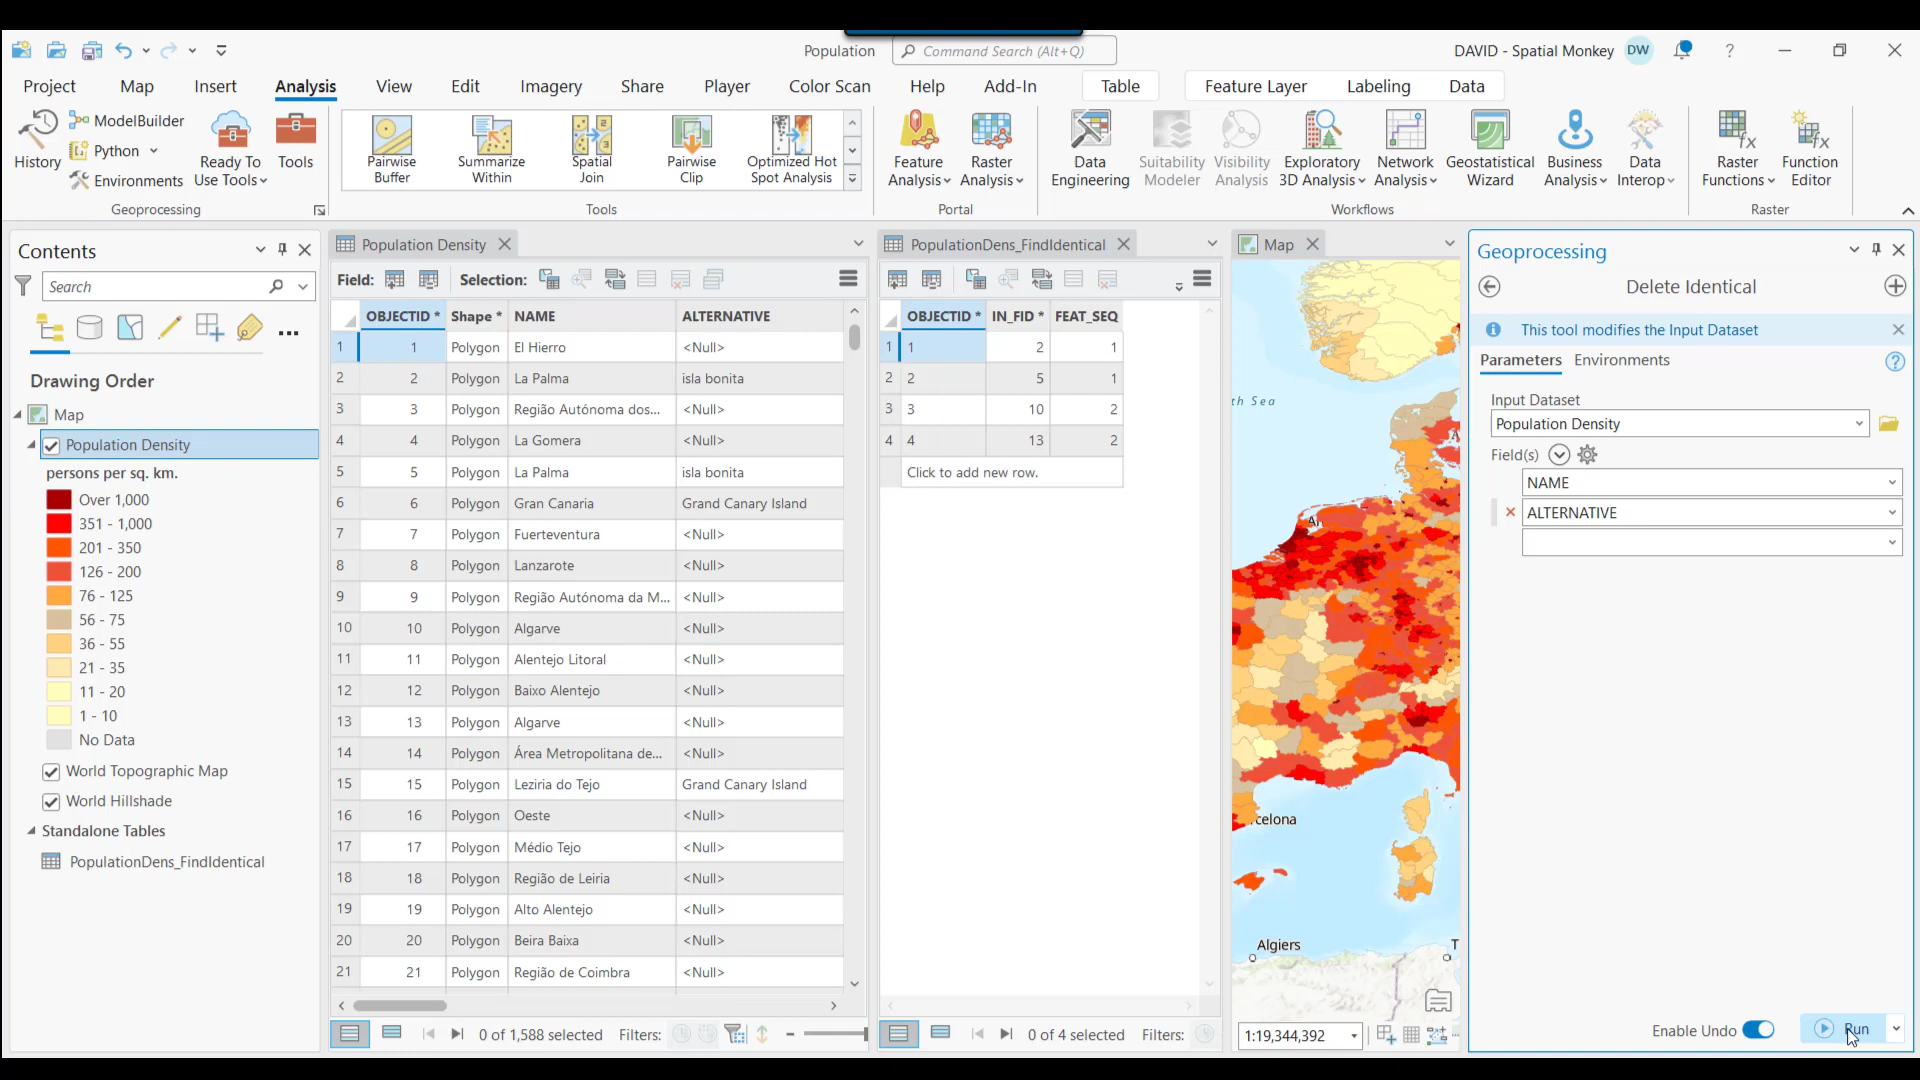 Population
Command Search (Alt+Q)
DAVID - Spatial Monkey
DW
?
Project
Map
Insert
Analysis
View
Edit
Imagery
Share
Player
Color Scan
Help
Add-In
Table
Feature Layer
Labeling
Data
History
ModelBuilder
Python
Environments
Ready To
Use Tools
Tools
Geoprocessing
Pairwise
Buffer
Summarize
Within
Spatial
Join
Pairwise
Clip
Optimized Hot
Spot Analysis
Tools
Feature
Analysis
Raster
Analysis
Portal
Data
Engineering
Suitability
Modeler
Visibility
Analysis
Exploratory
3D Analysis
Network
Analysis
Geostatistical
Wizard
Business
Analysis
Data
Interop
Workflows
Raster
Functions
Function
Editor
Raster
Contents
Search
Drawing Order
Map
Population Density
persons per sq. km.
Over 1,000
351 - 1,000
201 - 350
126 - 200
76 - 125
56 - 75
36 - 55
21 - 35
11 - 20
1 - 10
No Data
World Topographic Map
World Hillshade
Standalone Tables
PopulationDens_FindIdentical
Population Density
Field:
Selection:
OBJECTID * Shape * NAME ALTERNATIVE
1 1 Polygon El Hierro <Null>
2 2 Polygon La Palma isla bonita
3 3 Polygon Região Autónoma dos... <Null>
4 4 Polygon La Gomera <Null>
5 5 Polygon La Palma isla bonita
6 6 Polygon Gran Canaria Grand Canary Island
7 7 Polygon Fuerteventura <Null>
8 8 Polygon Lanzarote <Null>
9 9 Polygon Região Autónoma da M... <Null>
10 10 Polygon Algarve <Null>
11 11 Polygon Alentejo Litoral <Null>
12 12 Polygon Baixo Alentejo <Null>
13 13 Polygon Algarve <Null>
14 14 Polygon Área Metropolitana de... <Null>
15 15 Polygon Leziria do Tejo Grand Canary Island
16 16 Polygon Oeste <Null>
17 17 Polygon Médio Tejo <Null>
18 18 Polygon Região de Leiria <Null>
19 19 Polygon Alto Alentejo <Null>
20 20 Polygon Beira Baixa <Null>
21 21 Polygon Região de Coimbra <Null>
0 of 1,588 selected
Filters:
PopulationDens_FindIdentical
OBJECTID * IN_FID * FEAT_SEQ
1 1 2 1
2 2 5 1
3 3 10 2
4 4 13 2
Click to add new row.
0 of 4 selected
Filters:
Map
th Sea
celona
Algiers
T
1:19,344,392
Geoprocessing
Delete Identical
This tool modifies the Input Dataset
Parameters
Environments
?
Input Dataset
Population Density
Field(s)
NAME
ALTERNATIVE
Enable Undo
Run